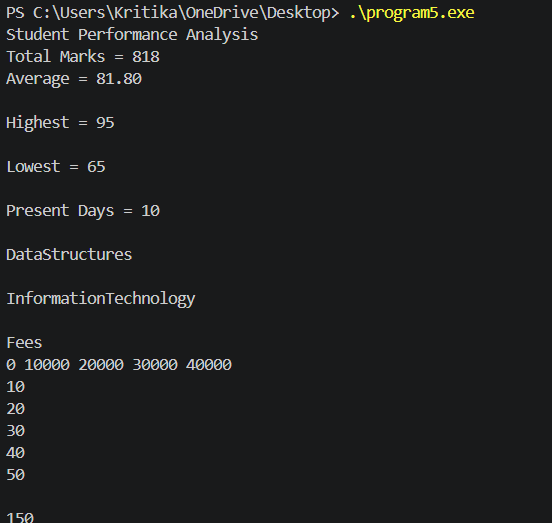 PS C:\Users\Kritika\OneDrive\Desktop> .\program5.exe
Student Performance Analysis
Total Marks = 818
Average = 81.80
Highest = 95
Lowest = 65
Present Days = 10
DataStructures
InformationTechnology
Fees
0 10000 20000 30000 40000
10
20
30
40
50
150